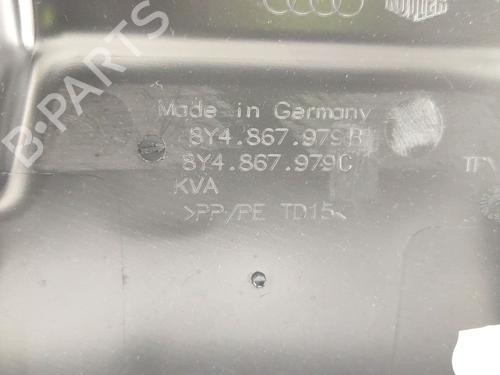 B-PARTS
Made in Germany
8Y4.867.979B
8Y4.867.979C
KVA
>PP/PE TD15<